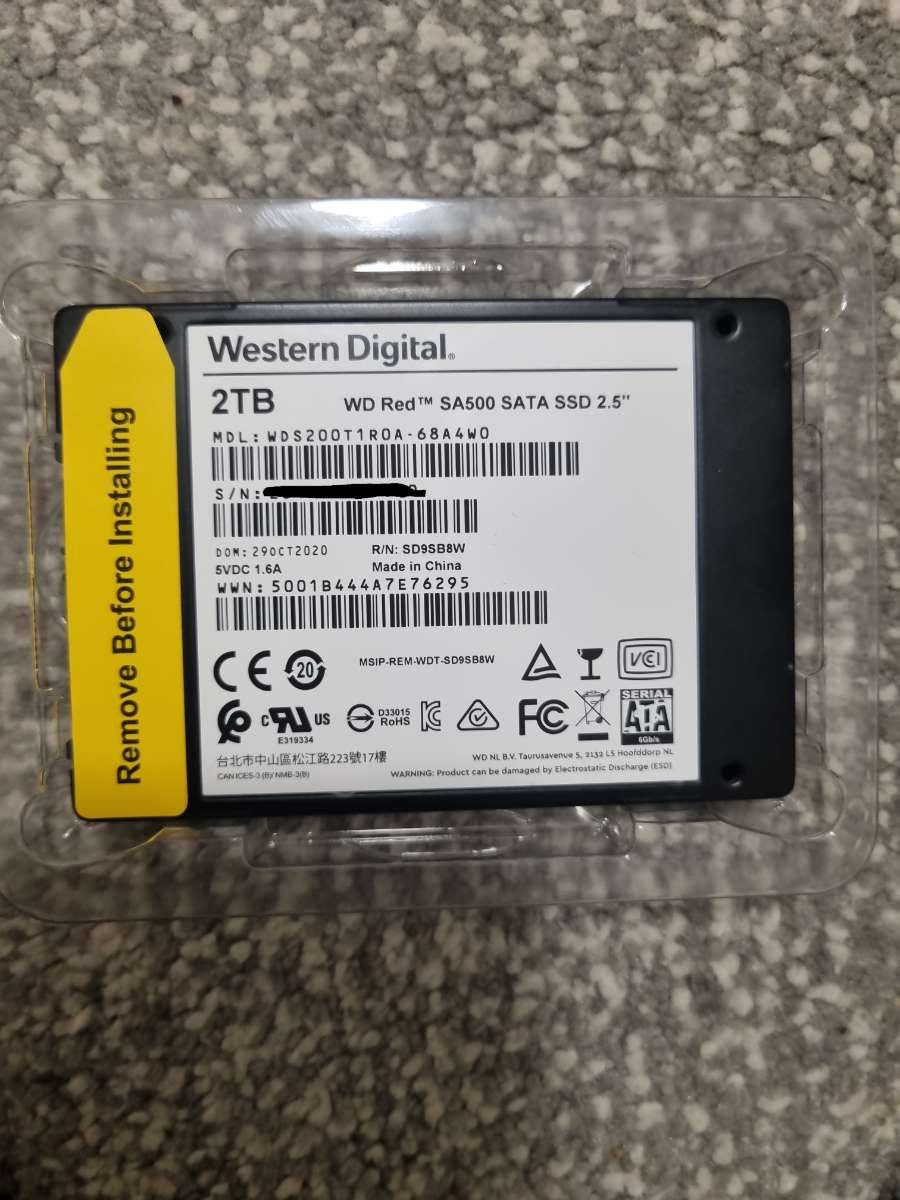 Remove Before Installing
Western Digital®
2TB WD Red™ SA500 SATA SSD 2.5"
MDL: WDS200T1R0A-68A4W0
S/N:
DOM: 29OCT2020 R/N: SD9SB8W
5VDC 1.6A Made in China
WWN: 5001B444A7E76295
CE 20 MSIP-REM-WDT-SD9SB8W VCI
c RU US D33015 RoHS FC SERIAL ATA 6Gb/s
E319334
台北市中山區松江路223號17樓 WD NL B.V. Taurusavenue 5, 2132 LS Hoofddorp NL
CAN ICES-3 (B)/ NMB-3(B) WARNING: Product can be damaged by Electrostatic Discharge (ESD)